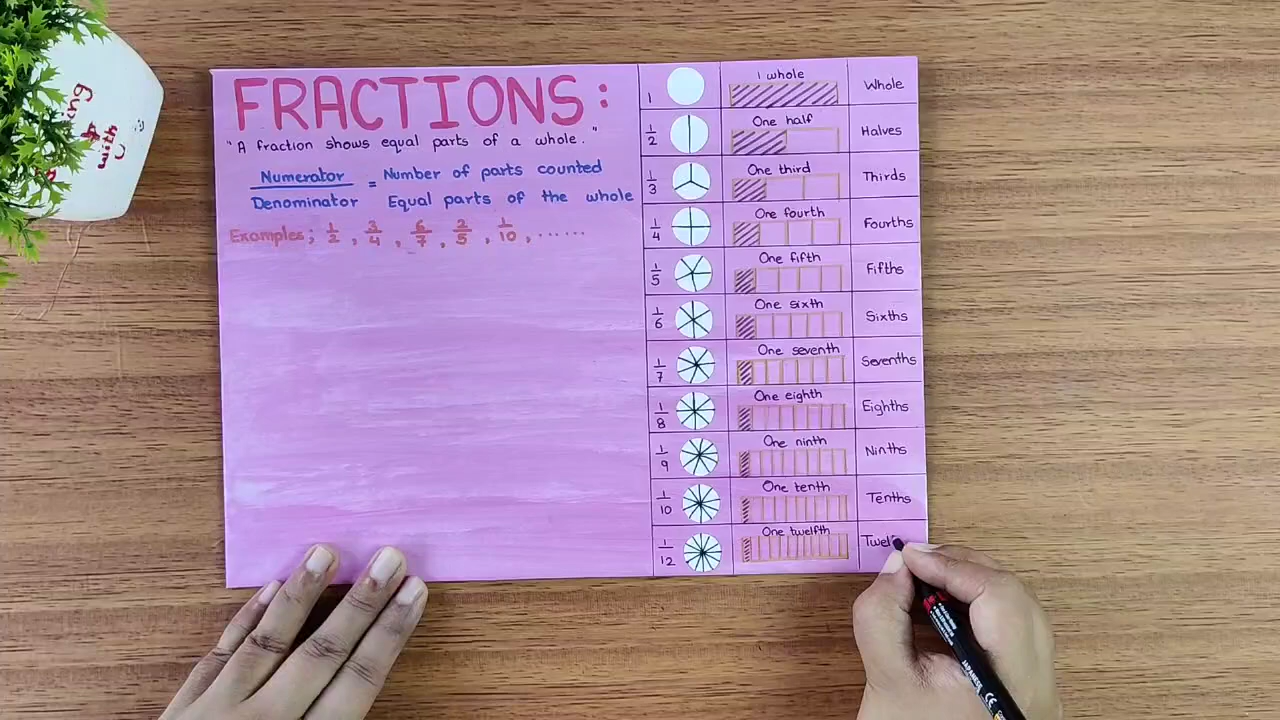 FRACTIONS:
"A fraction shows equal parts of a whole."
Numerator = Number of parts counted
Denominator Equal parts of the whole
Examples; 1/2, 3/4, 6/7, 2/5, 1/10, ......
1 1 whole Whole
1/2 One half Halves
1/3 One third Thirds
1/4 One fourth Fourths
1/5 One fifth Fifths
1/6 One sixth Sixths
1/7 One seventh Sevenths
1/8 One eighth Eighths
1/9 One ninth Ninths
1/10 One tenth Tenths
1/12 One twelfth Twel
with
JAPANESE